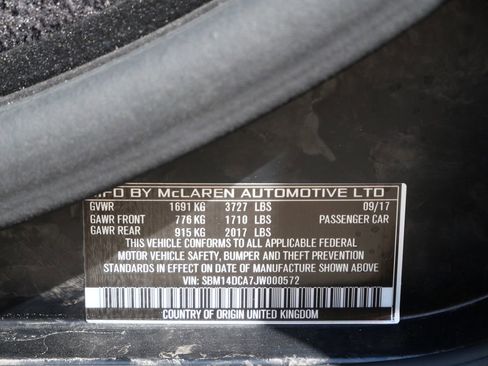 MFD BY McLAREN AUTOMOTIVE LTD
GVWR 1691 KG 3727 LBS 09/17
GAWR FRONT 776 KG 1710 LBS PASSENGER CAR
GAWR REAR 915 KG 2017 LBS
THIS VEHICLE CONFORMS TO ALL APPLICABLE FEDERAL
MOTOR VEHICLE SAFETY, BUMPER AND THEFT PREVENTION
STANDARDS IN EFFECT ON DATE OF MANUFACTURE SHOWN ABOVE
VIN: SBM14DCA7JW000572
COUNTRY OF ORIGIN UNITED KINGDOM